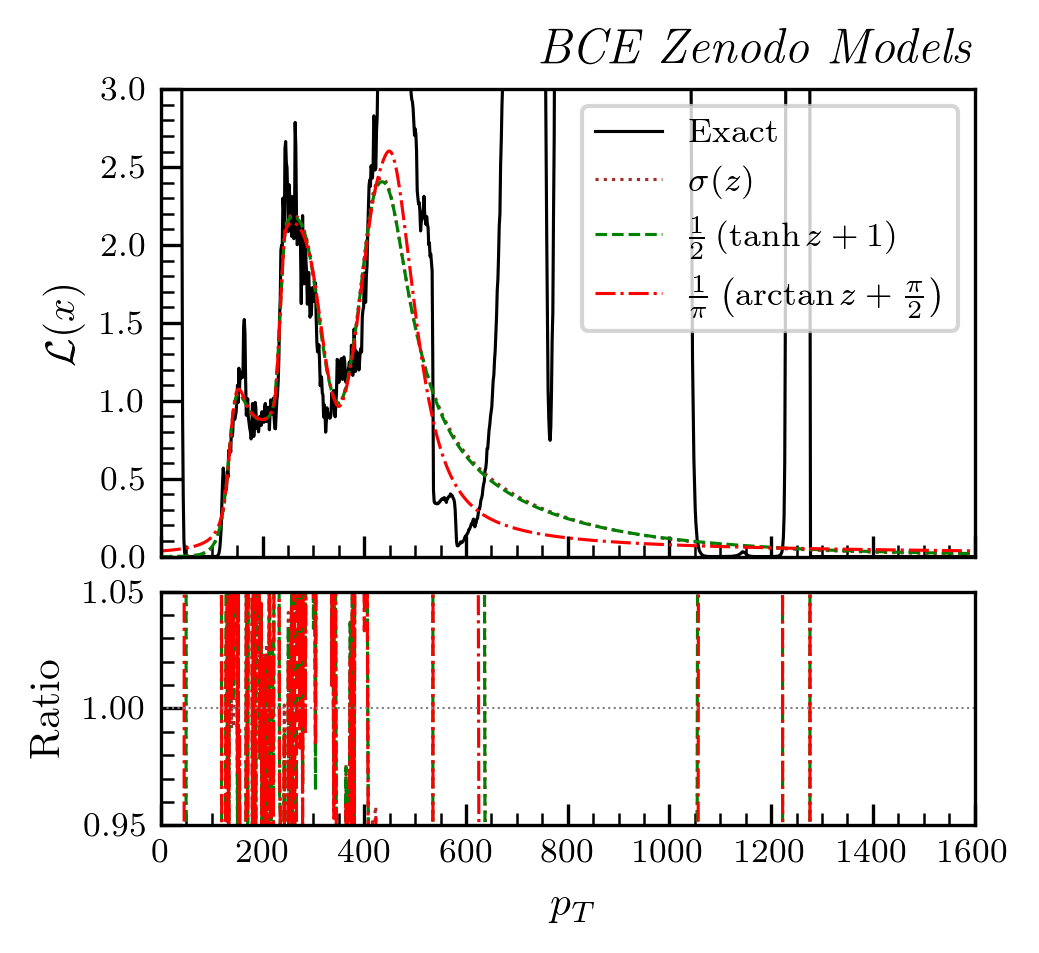 BCE Zenodo Models
3.0
2.5
2.0
1.5
1.0
0.5
0.0
ℒ(x)
Exact
σ(z)
1/2 (tanh z + 1)
1/π (arctan z + π/2)
1.05
1.00
0.95
Ratio
0 200 400 600 800 1000 1200 1400 1600
p_T